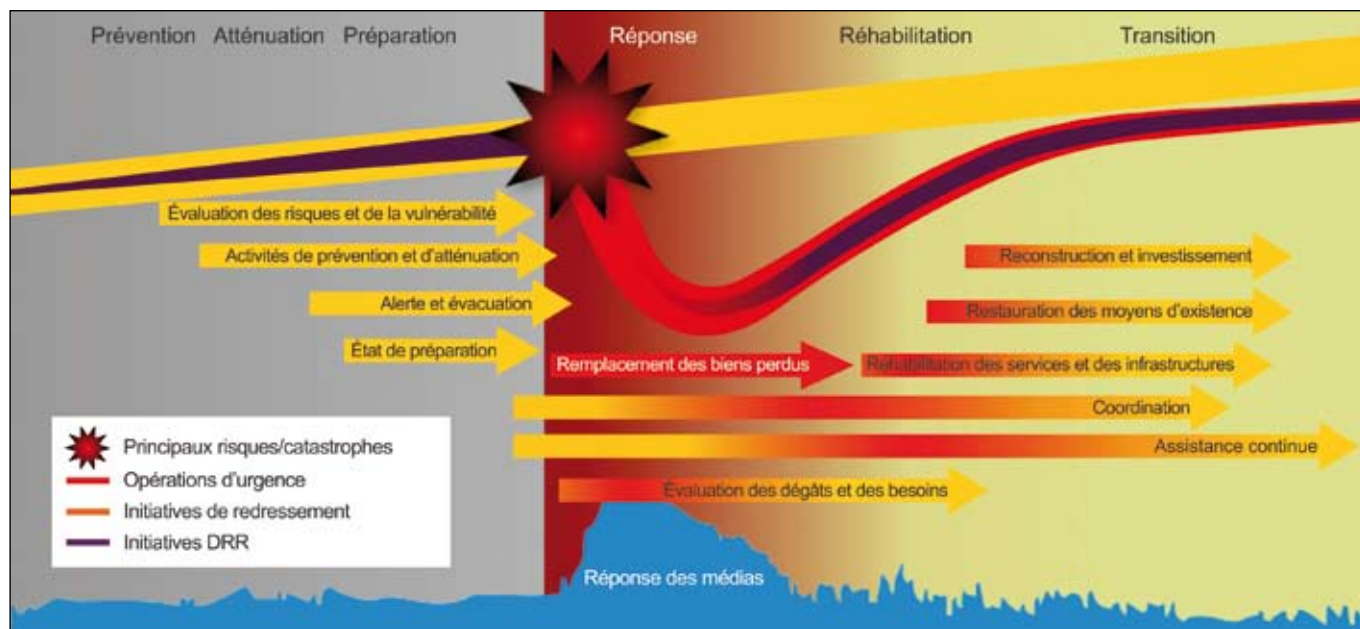 Prévention Atténuation Préparation Réponse Réhabilitation Transition
Évaluation des risques et de la vulnérabilité
Activités de prévention et d'atténuation
Reconstruction et investissement
Alerte et évacuation
Restauration des moyens d'existence
État de préparation
Remplacement des biens perdus
Réhabilitation des services et des infrastructures
Coordination
Assistance continue
Évaluation des dégâts et des besoins
Principaux risques/catastrophes
Opérations d'urgence
Initiatives de redressement
Initiatives DRR
Réponse des médias